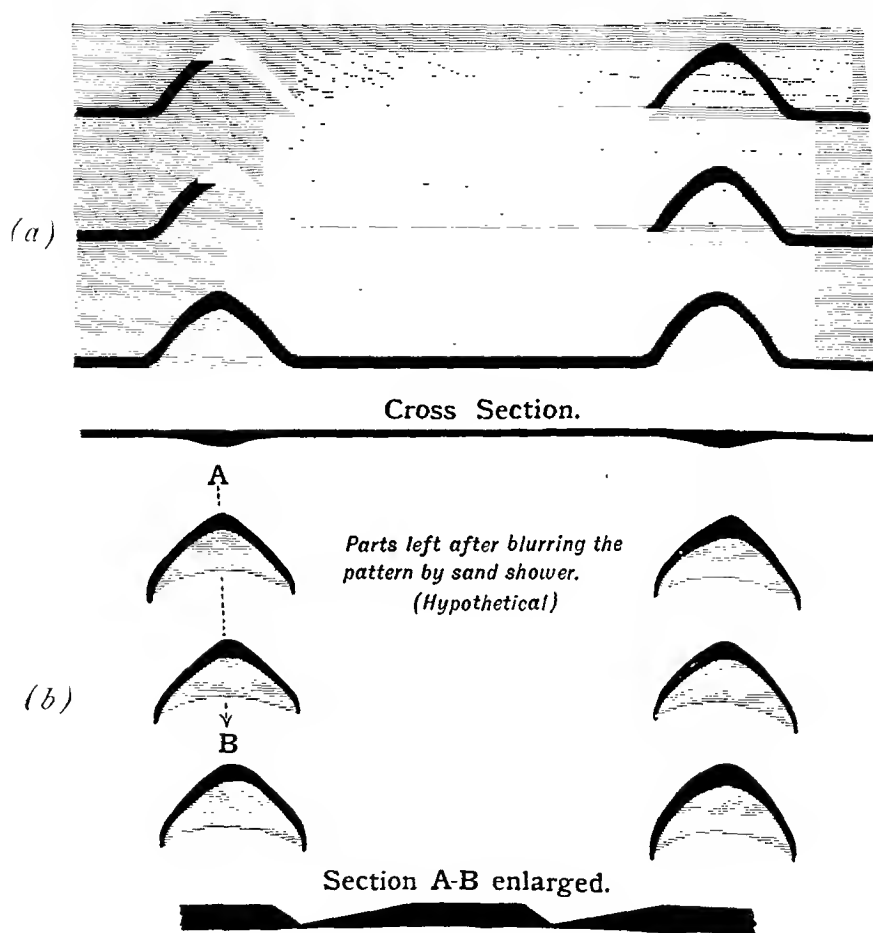 (a)
Cross Section.
A
Parts left after blurring the
pattern by sand shower.
(Hypothetical)
(b)
B
Section A-B enlarged.